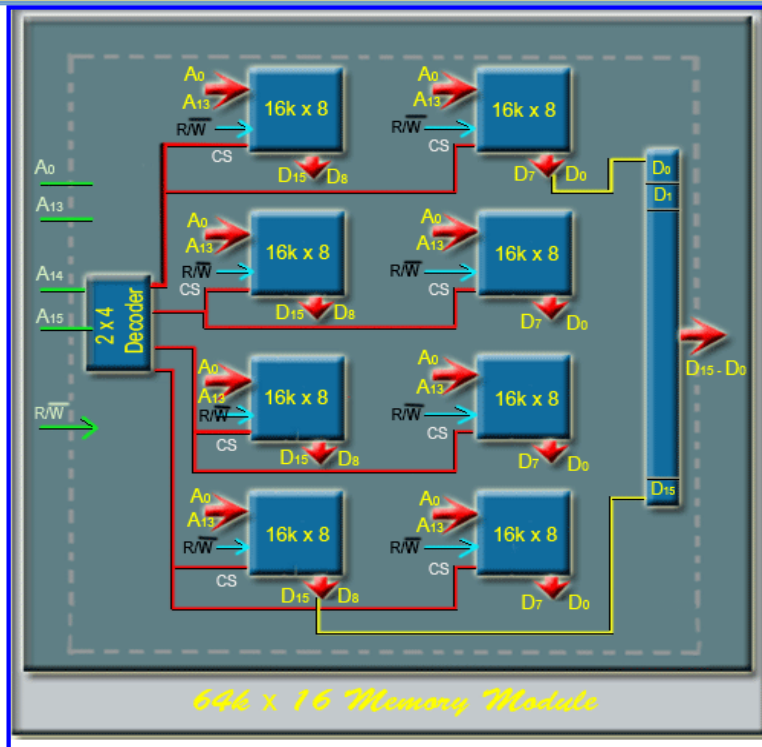 A0
A13
R/W̅
CS
16k x 8
D15 D8
A0
A13
R/W̅
CS
16k x 8
D7 D0
A0
A13
R/W̅
CS
16k x 8
D15 D8
A0
A13
R/W̅
CS
16k x 8
D7 D0
A0
A13
R/W̅
CS
16k x 8
D15 D8
A0
A13
R/W̅
CS
16k x 8
D7 D0
A0
A13
R/W̅
CS
16k x 8
D15 D8
A0
A13
R/W̅
CS
16k x 8
D7 D0
A0
A13
A14
A15
R/W̅
2 x 4
Decoder
D0
D1
D15
D15 - D0
64k x 16 Memory Module